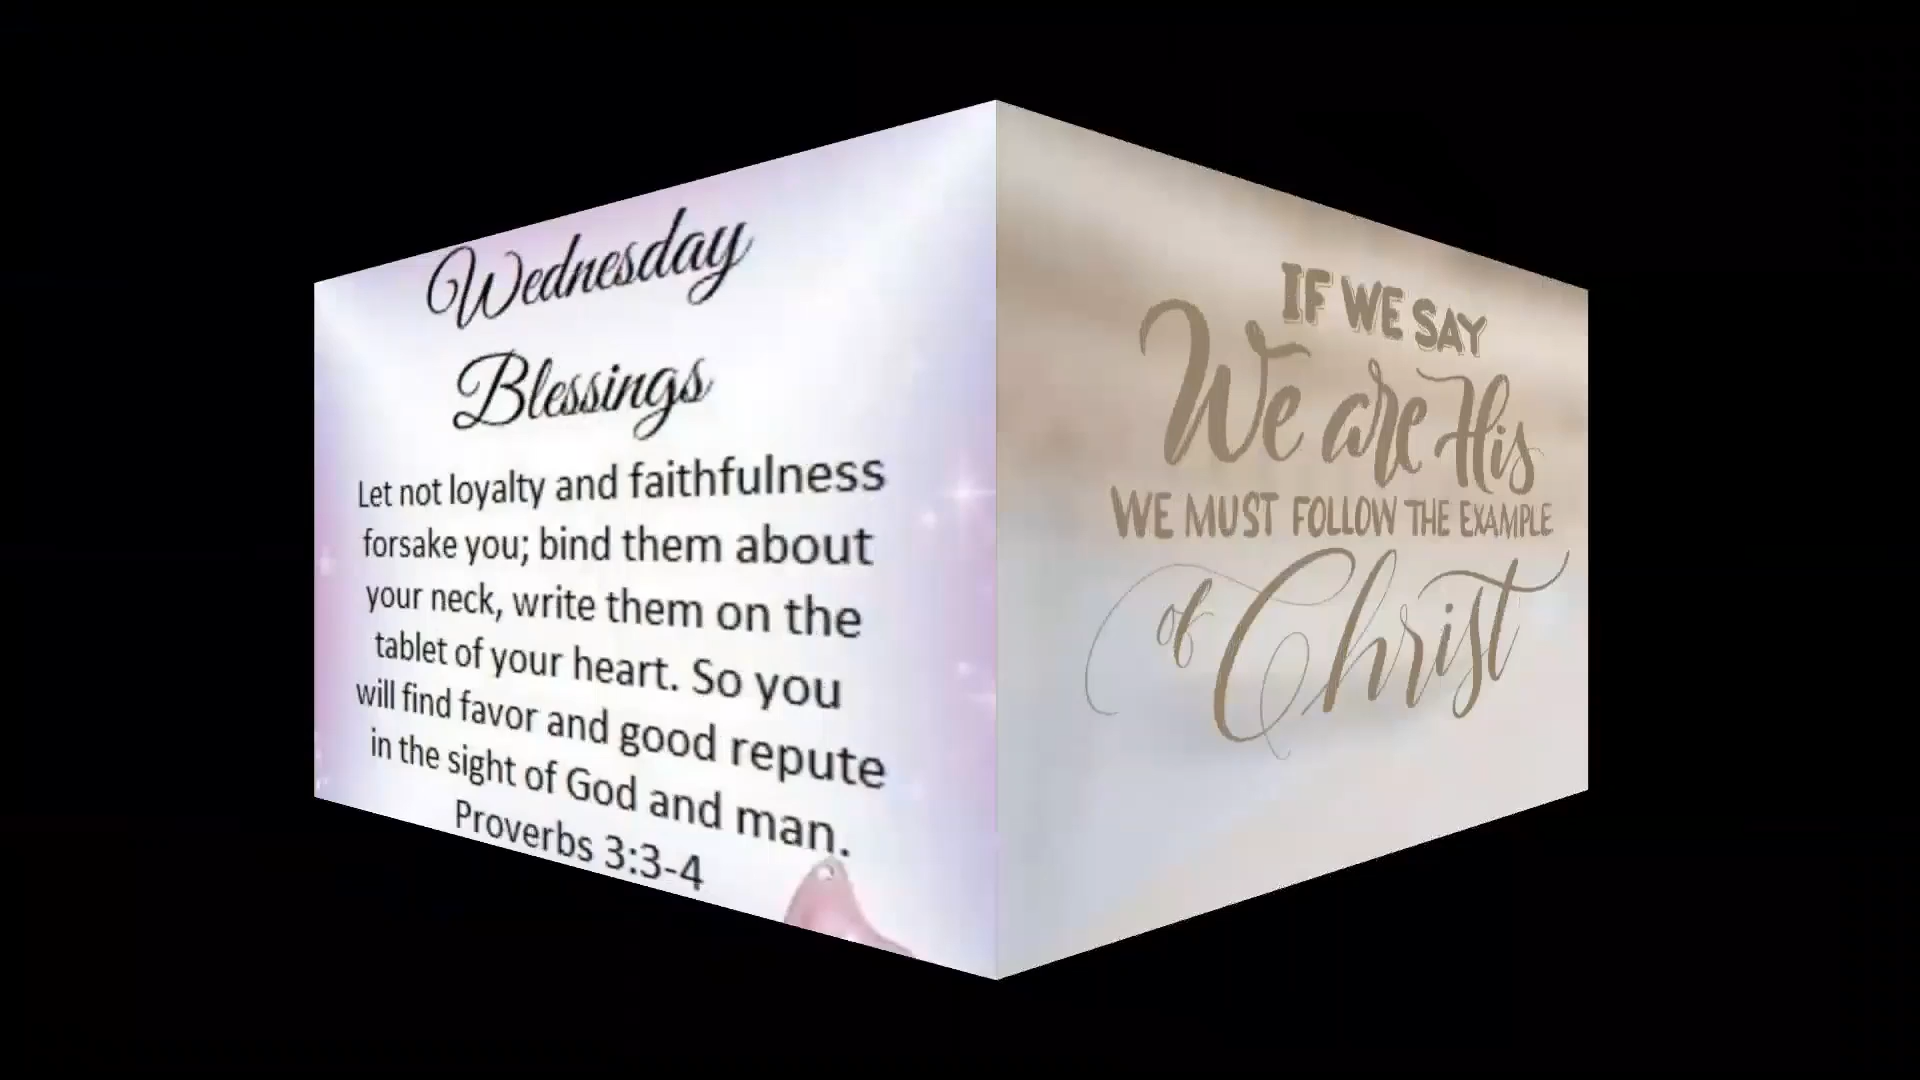 Wednesday
Blessings
Let not loyalty and faithfulness
forsake you; bind them about
your neck, write them on the
tablet of your heart. So you
will find favor and good repute
in the sight of God and man.
Proverbs 3:3-4
IF WE SAY
We are His
WE MUST FOLLOW THE EXAMPLE
of Christ